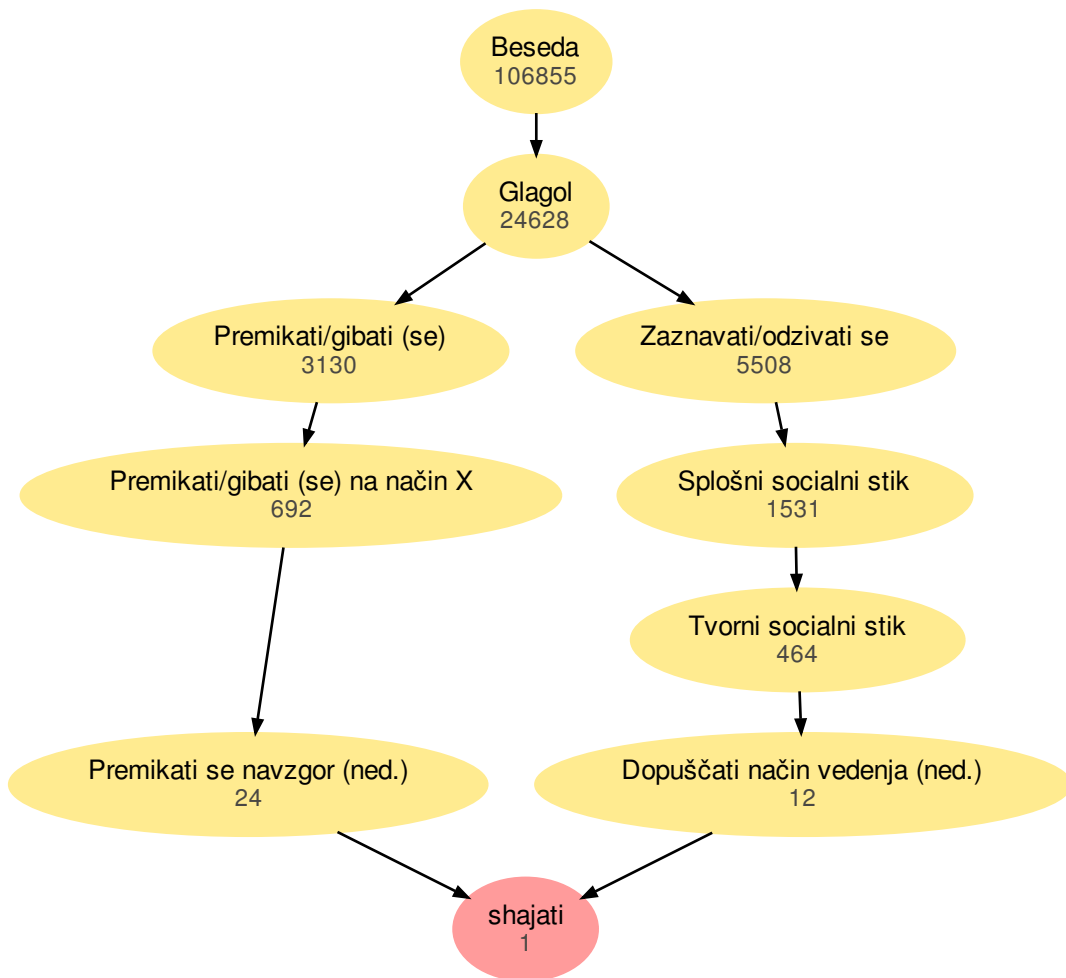 Beseda
106855
Glagol
24628
Premikati/gibati (se)
3130
Zaznavati/odzivati se
5508
Premikati/gibati (se) na način X
692
Splošni socialni stik
1531
Tvorni socialni stik
464
Premikati se navzgor (ned.)
24
Dopuščati način vedenja (ned.)
12
shajati
1